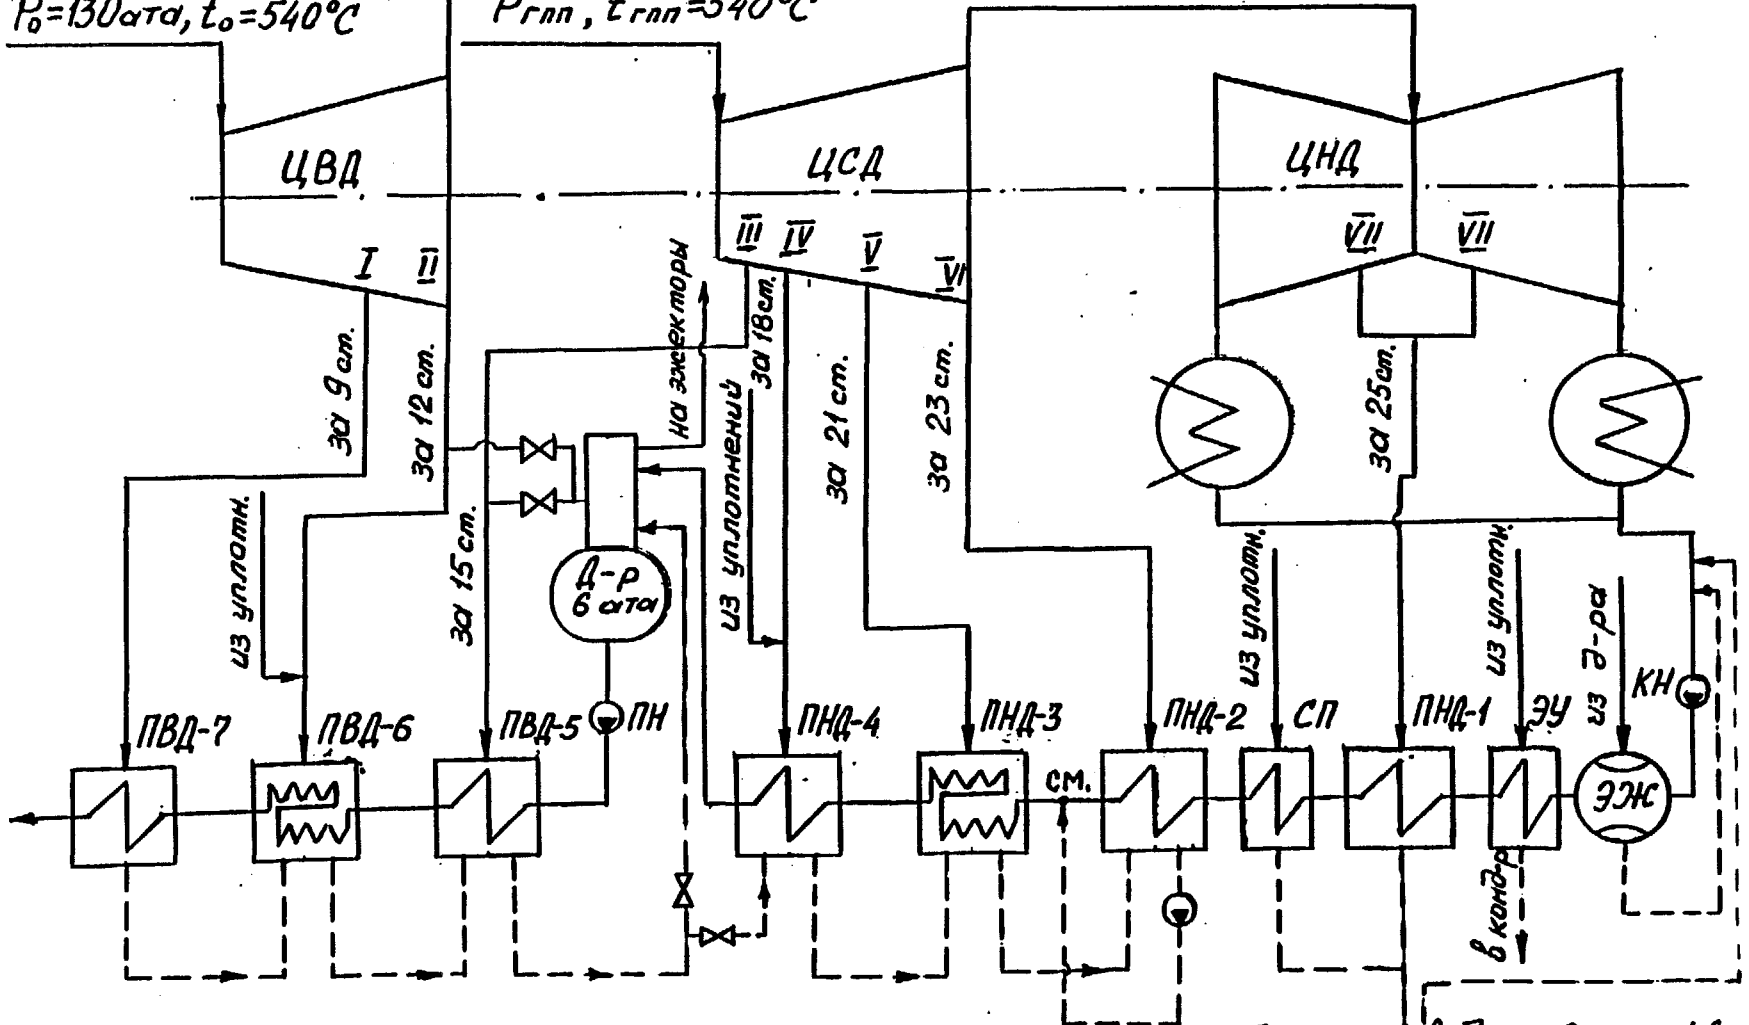 P₀=130ата, t₀=540°C
Pгпп, tгпп=540°C
ЦВД
ЦСД
ЦНД
I
II
III
IV
V
VI
VII
VII
за 9 ст.
за 12 ст.
за 15 ст.
на эжекторы
за 18 ст.
за 21 ст.
за 23 ст.
за 25 ст.
из уплотн.
из уплотнений
из уплотн.
из уплотн.
из д-ра
Д-р
6 ата
ПН
КН
ПВД-7
ПВД-6
ПВД-5
ПНД-4
ПНД-3
см.
ПНД-2
СП
ПНД-1
ЭУ
ЭЖ
в конд-р